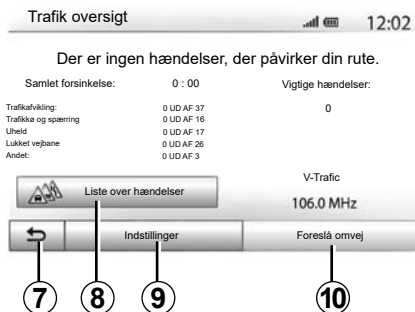 Trafik oversigt 12:02
Der er ingen hændelser, der påvirker din rute.
Samlet forsinkelse: 0 : 00 Vigtige hændelser:
0
Trafikafvikling: 0 UD AF 37
Trafikkø og spærring 0 UD AF 16
Uheld 0 UD AF 17
Lukket vejbane 0 UD AF 26
Andet: 0 UD AF 3
Liste over hændelser
V-Trafic
106.0 MHz
Indstillinger Foreslå omvej
7 8 9 10